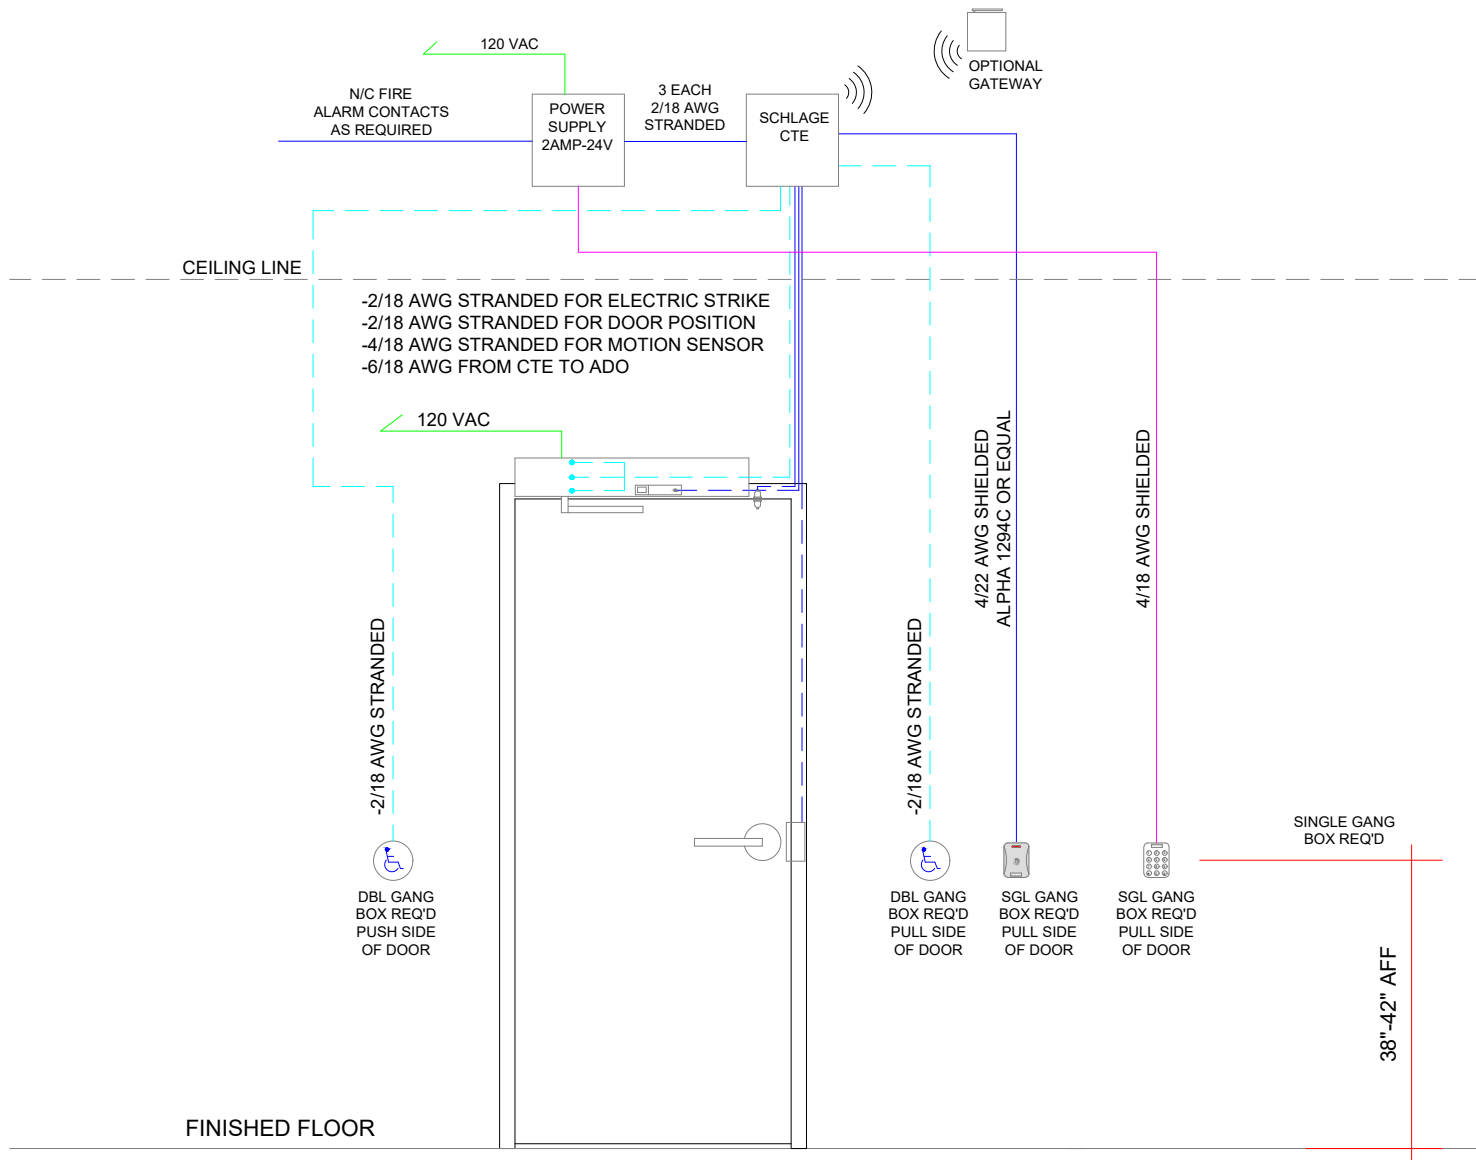 120 VAC
OPTIONAL
GATEWAY
N/C FIRE
ALARM CONTACTS
AS REQUIRED
POWER
SUPPLY
2AMP-24V
3 EACH
2/18 AWG
STRANDED
SCHLAGE
CTE
CEILING LINE
-2/18 AWG STRANDED FOR ELECTRIC STRIKE
-2/18 AWG STRANDED FOR DOOR POSITION
-4/18 AWG STRANDED FOR MOTION SENSOR
-6/18 AWG FROM CTE TO ADO
120 VAC
-2/18 AWG STRANDED
-2/18 AWG STRANDED
4/22 AWG SHIELDED
ALPHA 1294C OR EQUAL
4/18 AWG SHIELDED
SINGLE GANG
BOX REQ'D
DBL GANG
BOX REQ'D
PUSH SIDE
OF DOOR
DBL GANG
BOX REQ'D
PULL SIDE
OF DOOR
SGL GANG
BOX REQ'D
PULL SIDE
OF DOOR
SGL GANG
BOX REQ'D
PULL SIDE
OF DOOR
38"-42" AFF
FINISHED FLOOR